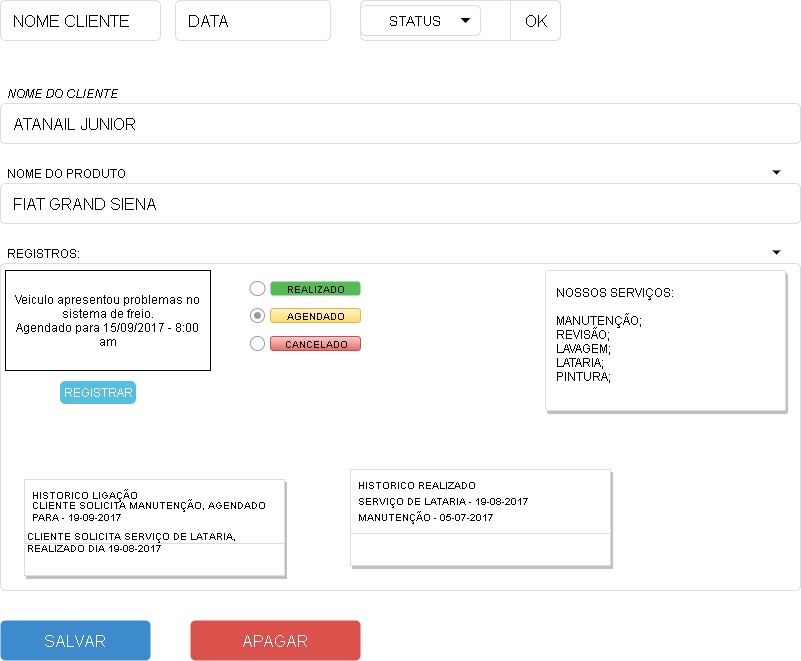 NOME CLIENTE
DATA
STATUS
OK
NOME DO CLIENTE
ATANAIL JUNIOR
NOME DO PRODUTO
FIAT GRAND SIENA
REGISTROS:
Veiculo apresentou problemas no
sistema de freio.
Agendado para 15/09/2017 - 8:00
am
REGISTRAR
REALIZADO
AGENDADO
CANCELADO
NOSSOS SERVIÇOS:
MANUTENÇÃO;
REVISÃO;
LAVAGEM;
LATARIA;
PINTURA;
HISTORICO LIGAÇÃO
CLIENTE SOLICITA MANUTENÇÃO, AGENDADO
PARA - 19-09-2017
CLIENTE SOLICITA SERVIÇO DE LATARIA,
REALIZADO DIA 19-08-2017
HISTORICO REALIZADO
SERVIÇO DE LATARIA - 19-08-2017
MANUTENÇÃO - 05-07-2017
SALVAR
APAGAR